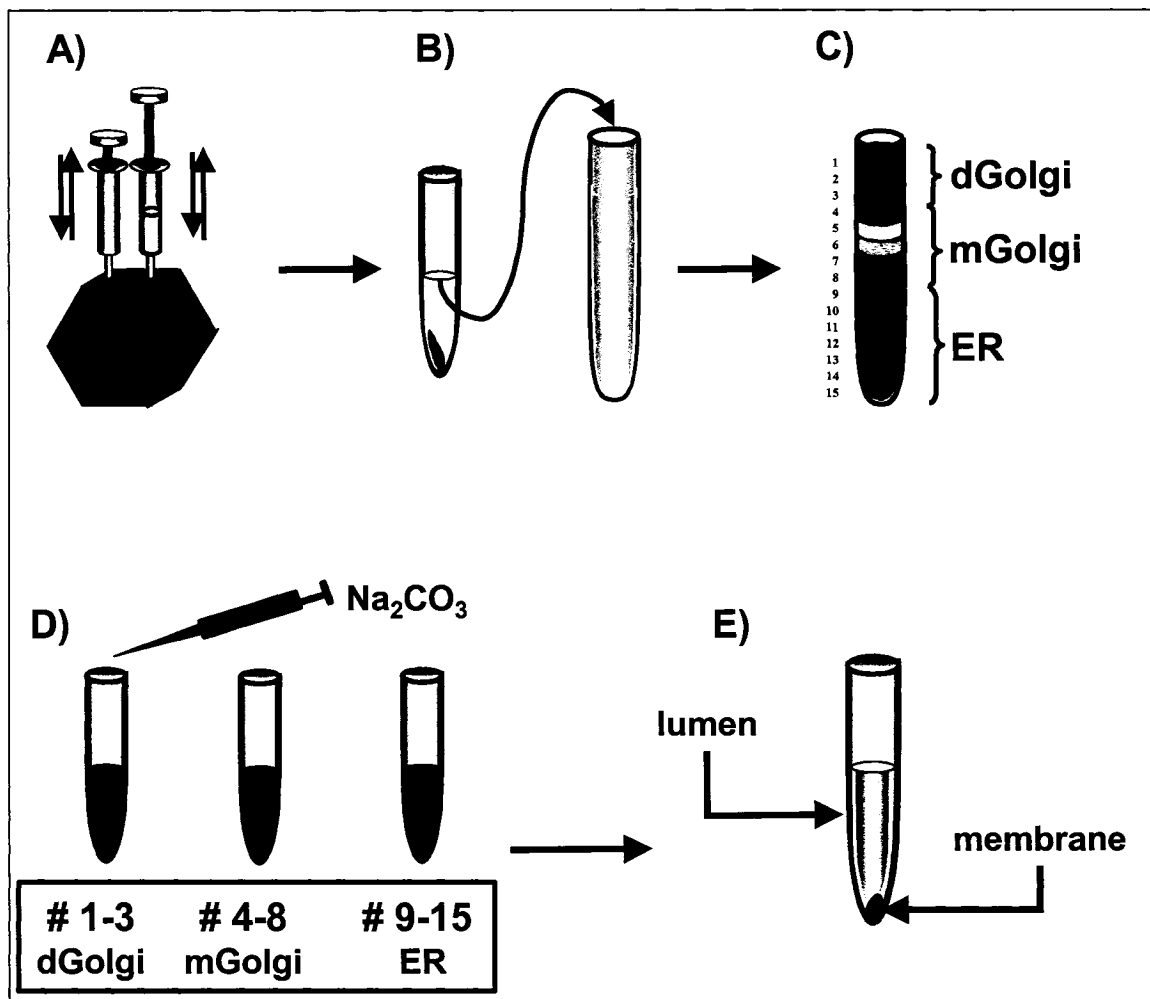 A)
B)
C)
1
2
3
4
5
6
7
8
9
10
11
12
13
14
15
dGolgi
mGolgi
ER
D)
Na₂CO₃
E)
lumen
membrane
# 1-3
dGolgi
# 4-8
mGolgi
# 9-15
ER